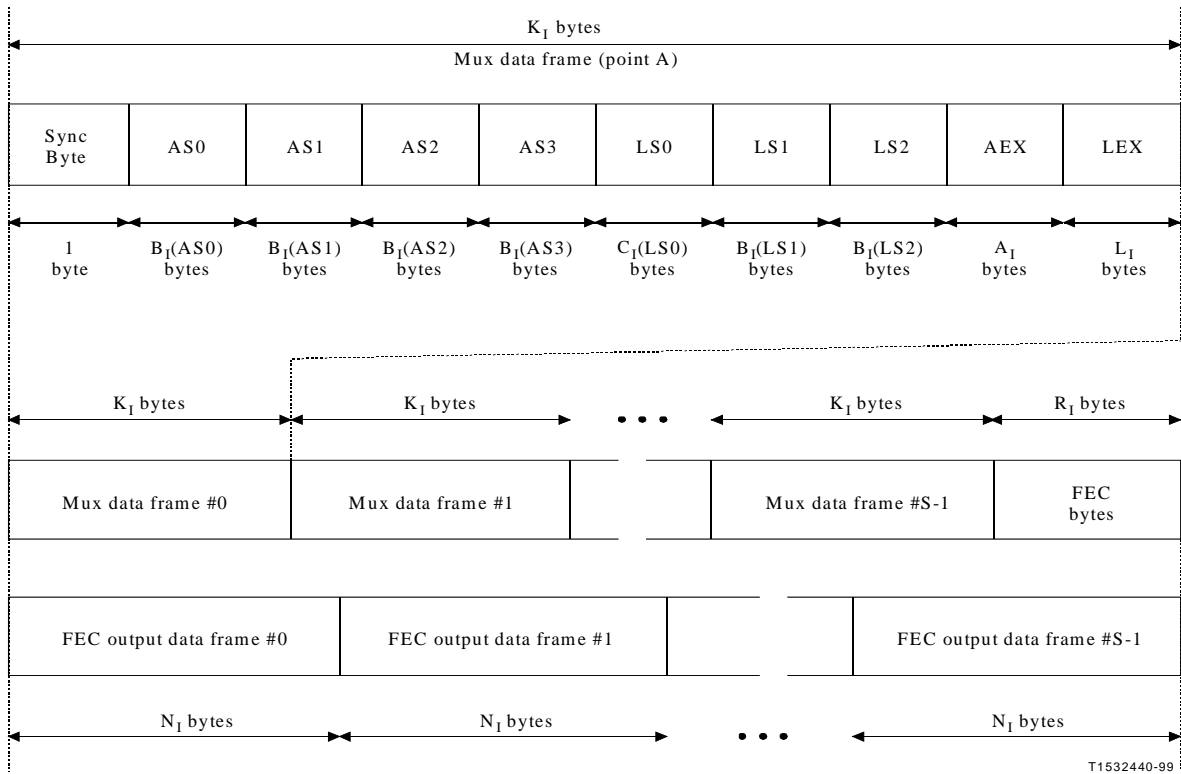 K_I bytes
Mux data frame (point A)
Sync Byte AS0 AS1 AS2 AS3 LS0 LS1 LS2 AEX LEX
1 byte B_I(AS0) bytes B_I(AS1) bytes B_I(AS2) bytes B_I(AS3) bytes C_I(LS0) bytes B_I(LS1) bytes B_I(LS2) bytes A_I bytes L_I bytes
K_I bytes K_I bytes • • • K_I bytes R_I bytes
Mux data frame #0 Mux data frame #1 Mux data frame #S-1 FEC bytes
FEC output data frame #0 FEC output data frame #1 FEC output data frame #S-1
N_I bytes N_I bytes • • • N_I bytes
T1532440-99